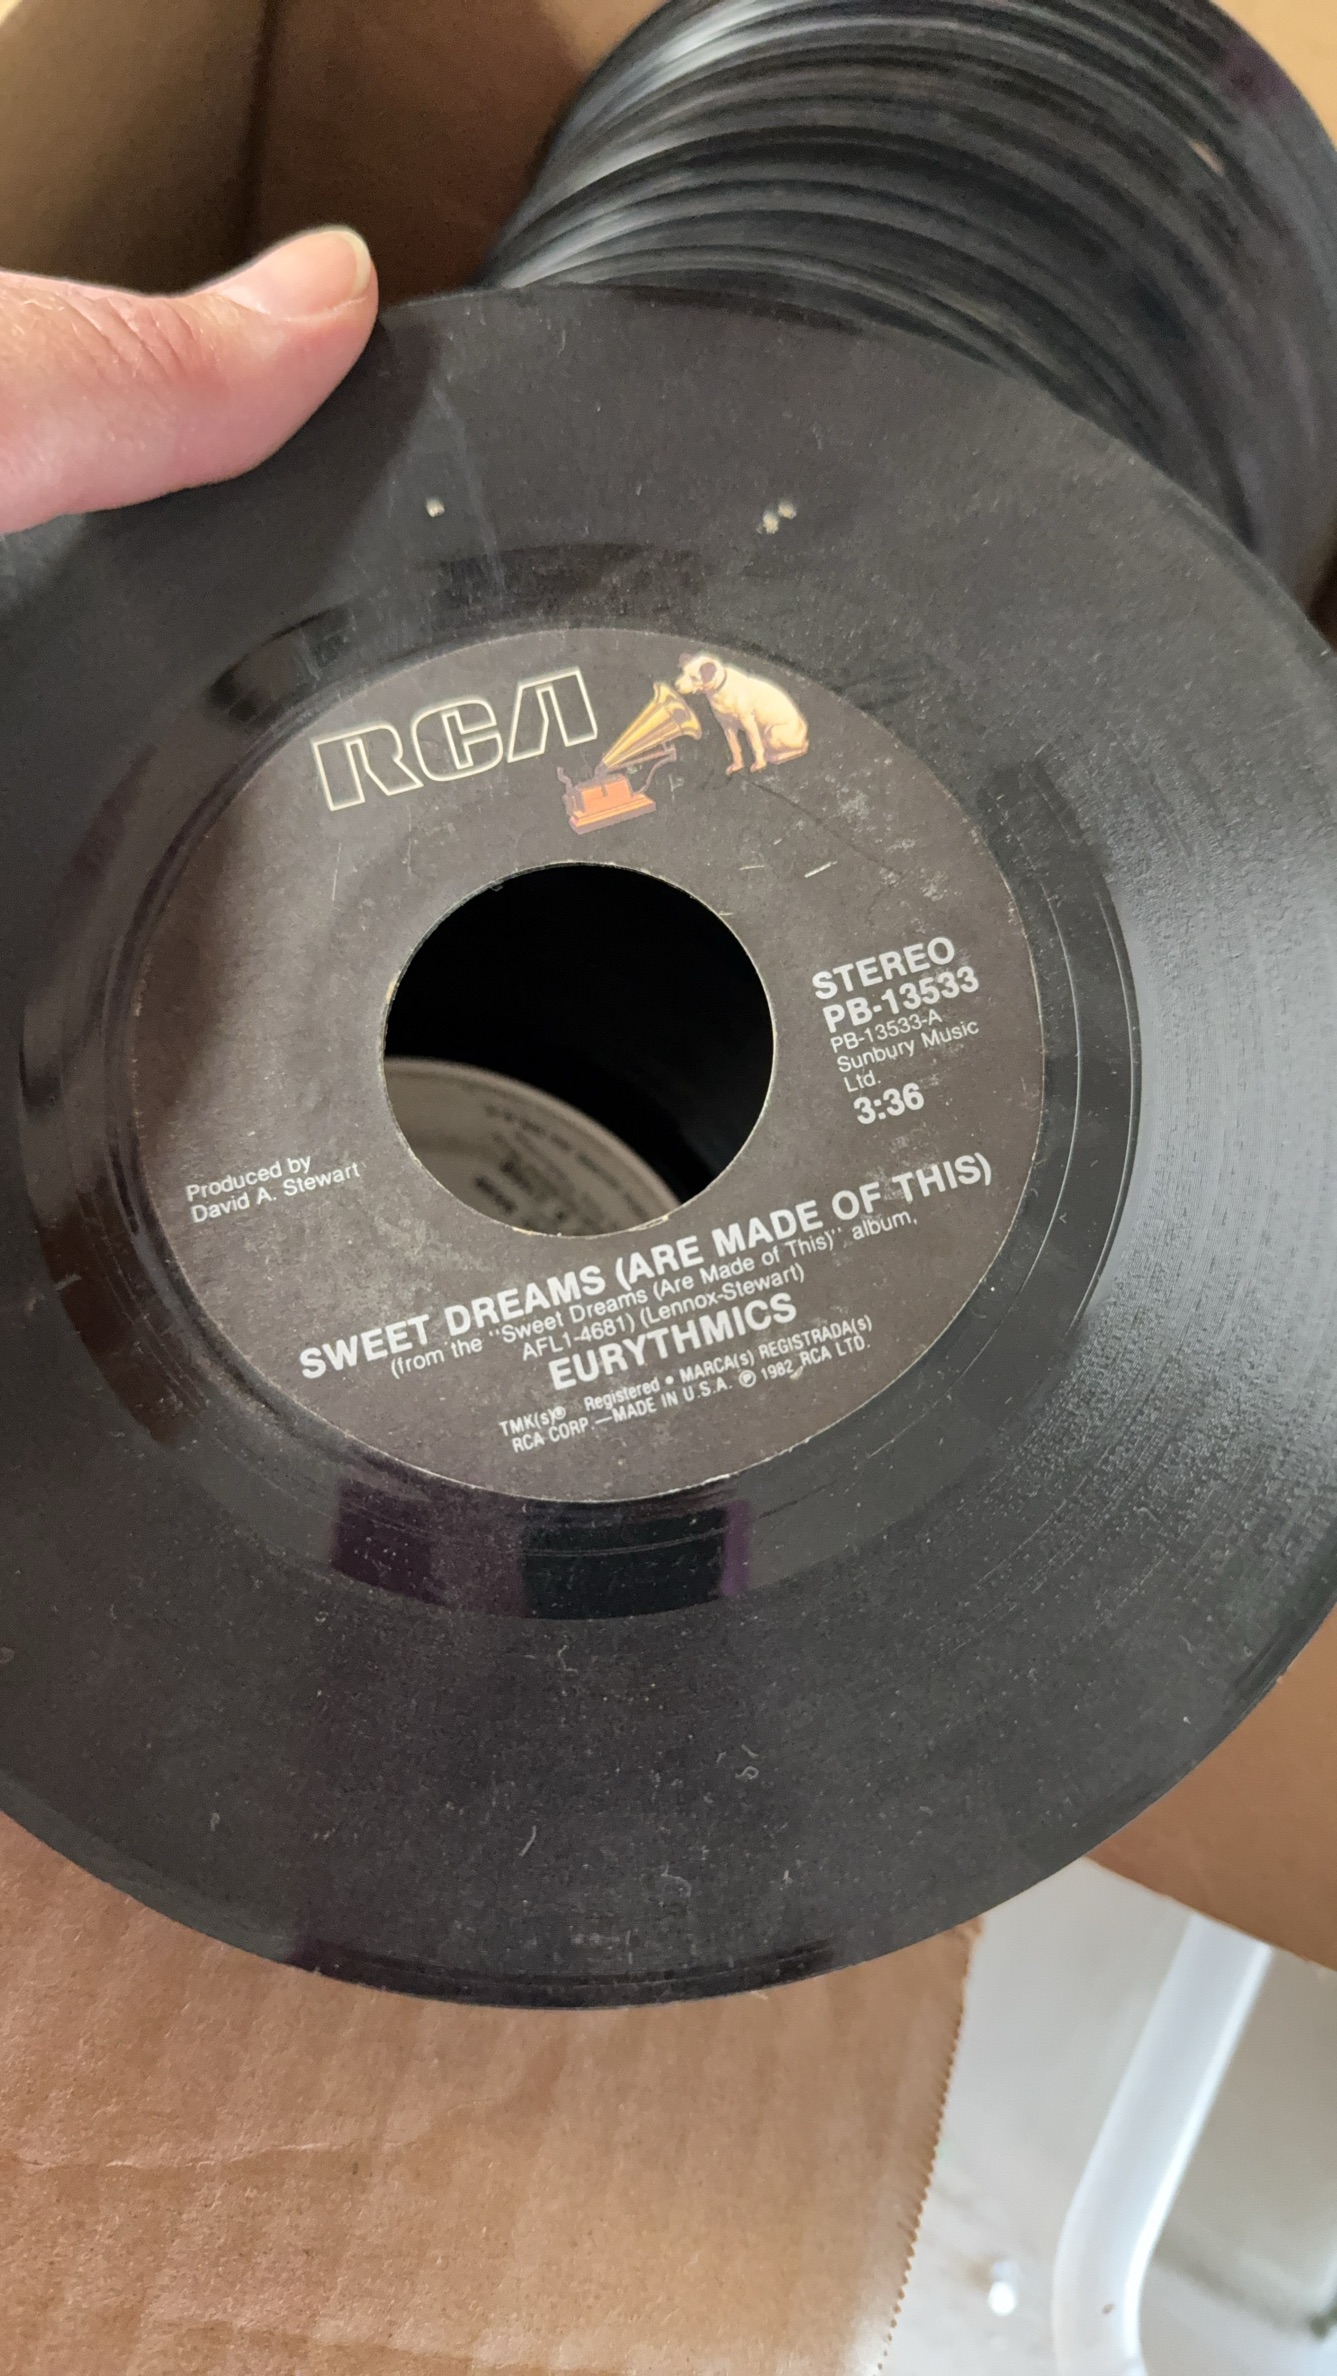 RCA
STEREO
PB-13533
PB-13533-A
Sunbury Music
Ltd.
3:36
Produced by
David A. Stewart
SWEET DREAMS (ARE MADE OF THIS)
(from the "Sweet Dreams (Are Made of This)" album,
AFL1-4681) (Lennox-Stewart)
EURYTHMICS
TMK(s)® Registered • MARCA(s) REGISTRADA(s)
RCA CORP.—MADE IN U.S.A. ℗ 1982 RCA LTD.